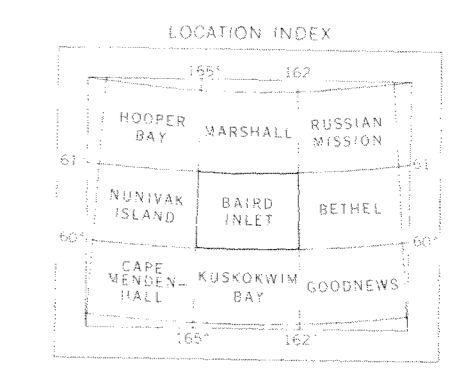 LOCATION INDEX
165° 162
HOOPER BAY MARSHALL RUSSIAN MISSION
61 61
NUNIVAK ISLAND BAIRD INLET BETHEL
60° 60°
CAPE MENDEN-HALL KUSKOKWIM BAY GOODNEWS
165° 162